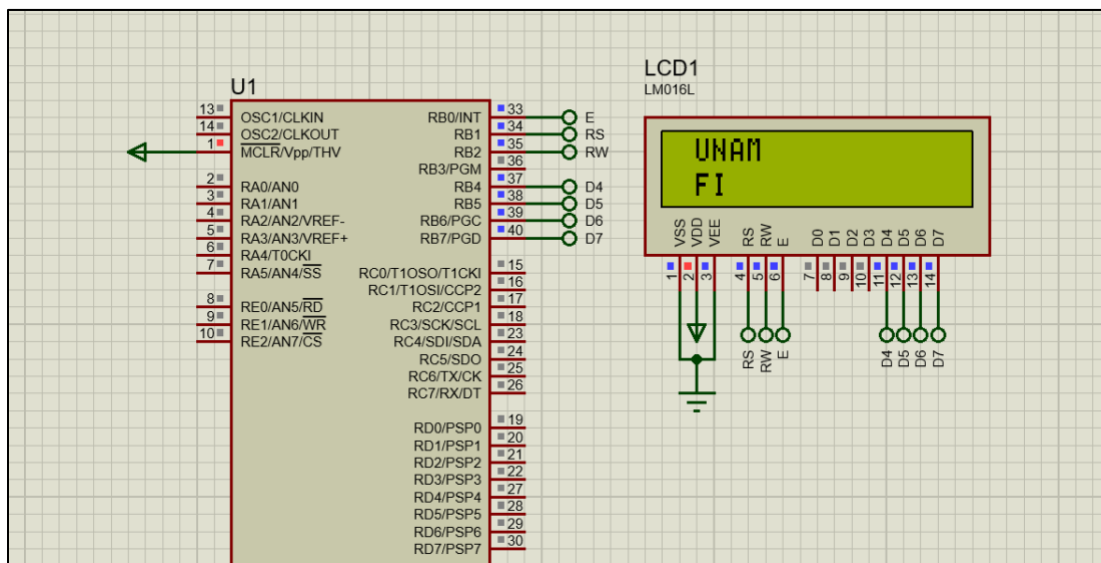 U1
13
OSC1/CLKIN
14
OSC2/CLKOUT
1
MCLR/Vpp/THV
2
RA0/AN0
3
RA1/AN1
4
RA2/AN2/VREF-
5
RA3/AN3/VREF+
6
RA4/T0CKI
7
RA5/AN4/SS
8
RE0/AN5/RD
9
RE1/AN6/WR
10
RE2/AN7/CS
RB0/INT
33
E
RB1
34
RS
RB2
35
RW
RB3/PGM
36
RB4
37
D4
RB5
38
D5
RB6/PGC
39
D6
RB7/PGD
40
D7
RC0/T1OSO/T1CKI
15
RC1/T1OSI/CCP2
16
RC2/CCP1
17
RC3/SCK/SCL
18
RC4/SDI/SDA
23
RC5/SDO
24
RC6/TX/CK
25
RC7/RX/DT
26
RD0/PSP0
19
RD1/PSP1
20
RD2/PSP2
21
RD3/PSP3
22
RD4/PSP4
27
RD5/PSP5
28
RD6/PSP6
29
RD7/PSP7
30
LCD1
LM016L
UNAM
FI
VSS
VDD
VEE
RS
RW
E
D0
D1
D2
D3
D4
D5
D6
D7
1
2
3
4
5
6
7
8
9
10
11
12
13
14
RS
RW
E
D4
D5
D6
D7